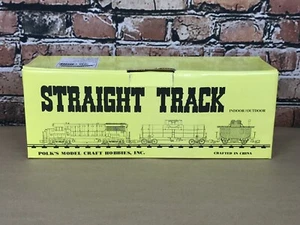 STRAIGHT TRACK
INDOOR/OUTDOOR
POLK'S MODEL CRAFT HOBBIES, INC. CRAFTED IN CHINA